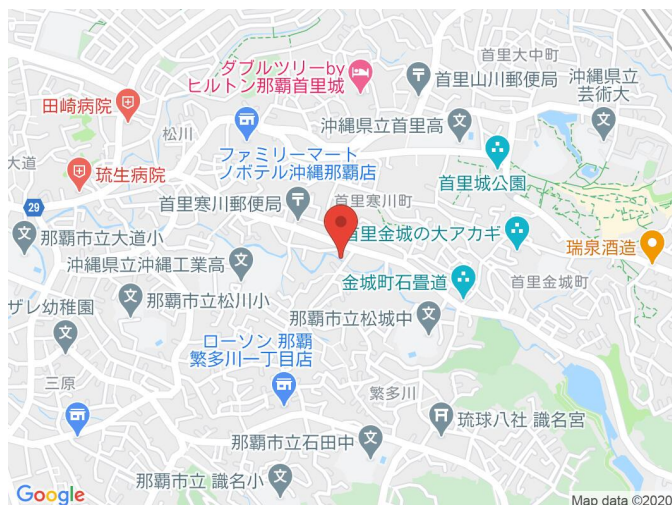 首里大中町
ダブルツリーby
ヒルトン那覇首里城
首里山川郵便局
沖縄県立
芸術大
田崎病院
松川
沖縄県立首里高
大道
ファミリーマート
ノボテル沖縄那覇店
首里城公園
琉生病院
首里寒川町
29
首里寒川郵便局
那覇市立大道小
首里金城の大アカギ
瑞泉酒造
沖縄県立沖縄工業高
金城町石畳道
首里金城町
ザレ幼稚園
那覇市立松川小
那覇市立松城中
ローソン 那覇
繁多川一丁目店
三原
繁多川
琉球八社 識名宮
那覇市立石田中
那覇市立 識名小
Google
Map data ©2020